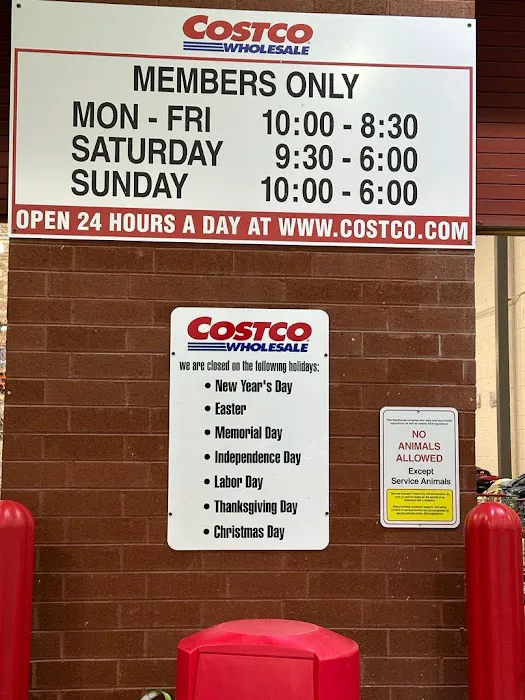 COSTCO
WHOLESALE
MEMBERS ONLY
MON - FRI 10:00 - 8:30
SATURDAY 9:30 - 6:00
SUNDAY 10:00 - 6:00
OPEN 24 HOURS A DAY AT WWW.COSTCO.COM
COSTCO
WHOLESALE
we are closed on the following holidays:
• New Year's Day
• Easter
• Memorial Day
• Independence Day
• Labor Day
• Thanksgiving Day
• Christmas Day
NO
ANIMALS
ALLOWED
Except
Service Animals